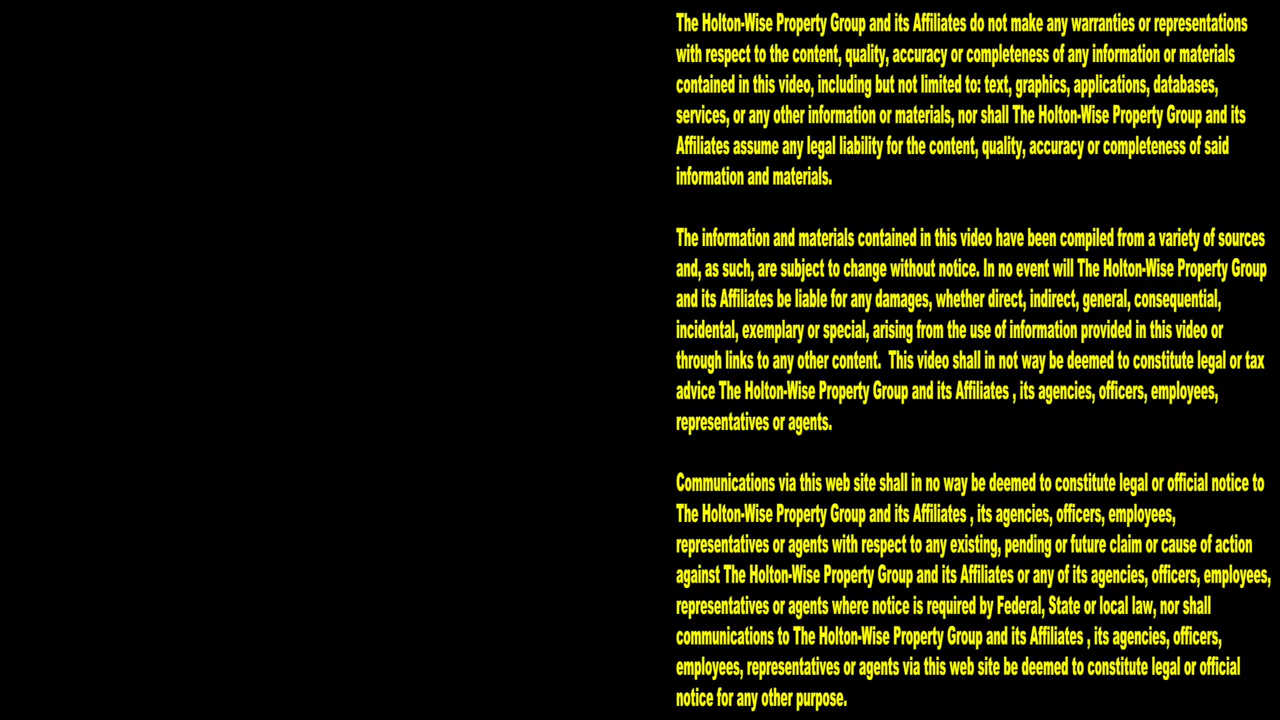 The Holton-Wise Property Group and its Affiliates do not make any warranties or representations
with respect to the content, quality, accuracy or completeness of any information or materials
contained in this video, including but not limited to: text, graphics, applications, databases,
services, or any other information or materials, nor shall The Holton-Wise Property Group and its
Affiliates assume any legal liability for the content, quality, accuracy or completeness of said
information and materials.
The information and materials contained in this video have been compiled from a variety of sources
and, as such, are subject to change without notice. In no event will The Holton-Wise Property Group
and its Affiliates be liable for any damages, whether direct, indirect, general, consequential,
incidental, exemplary or special, arising from the use of information provided in this video or
through links to any other content.  This video shall in not way be deemed to constitute legal or tax
advice The Holton-Wise Property Group and its Affiliates , its agencies, officers, employees,
representatives or agents.
Communications via this web site shall in no way be deemed to constitute legal or official notice to
The Holton-Wise Property Group and its Affiliates , its agencies, officers, employees,
representatives or agents with respect to any existing, pending or future claim or cause of action
against The Holton-Wise Property Group and its Affiliates or any of its agencies, officers, employees,
representatives or agents where notice is required by Federal, State or local law, nor shall
communications to The Holton-Wise Property Group and its Affiliates , its agencies, officers,
employees, representatives or agents via this web site be deemed to constitute legal or official
notice for any other purpose.